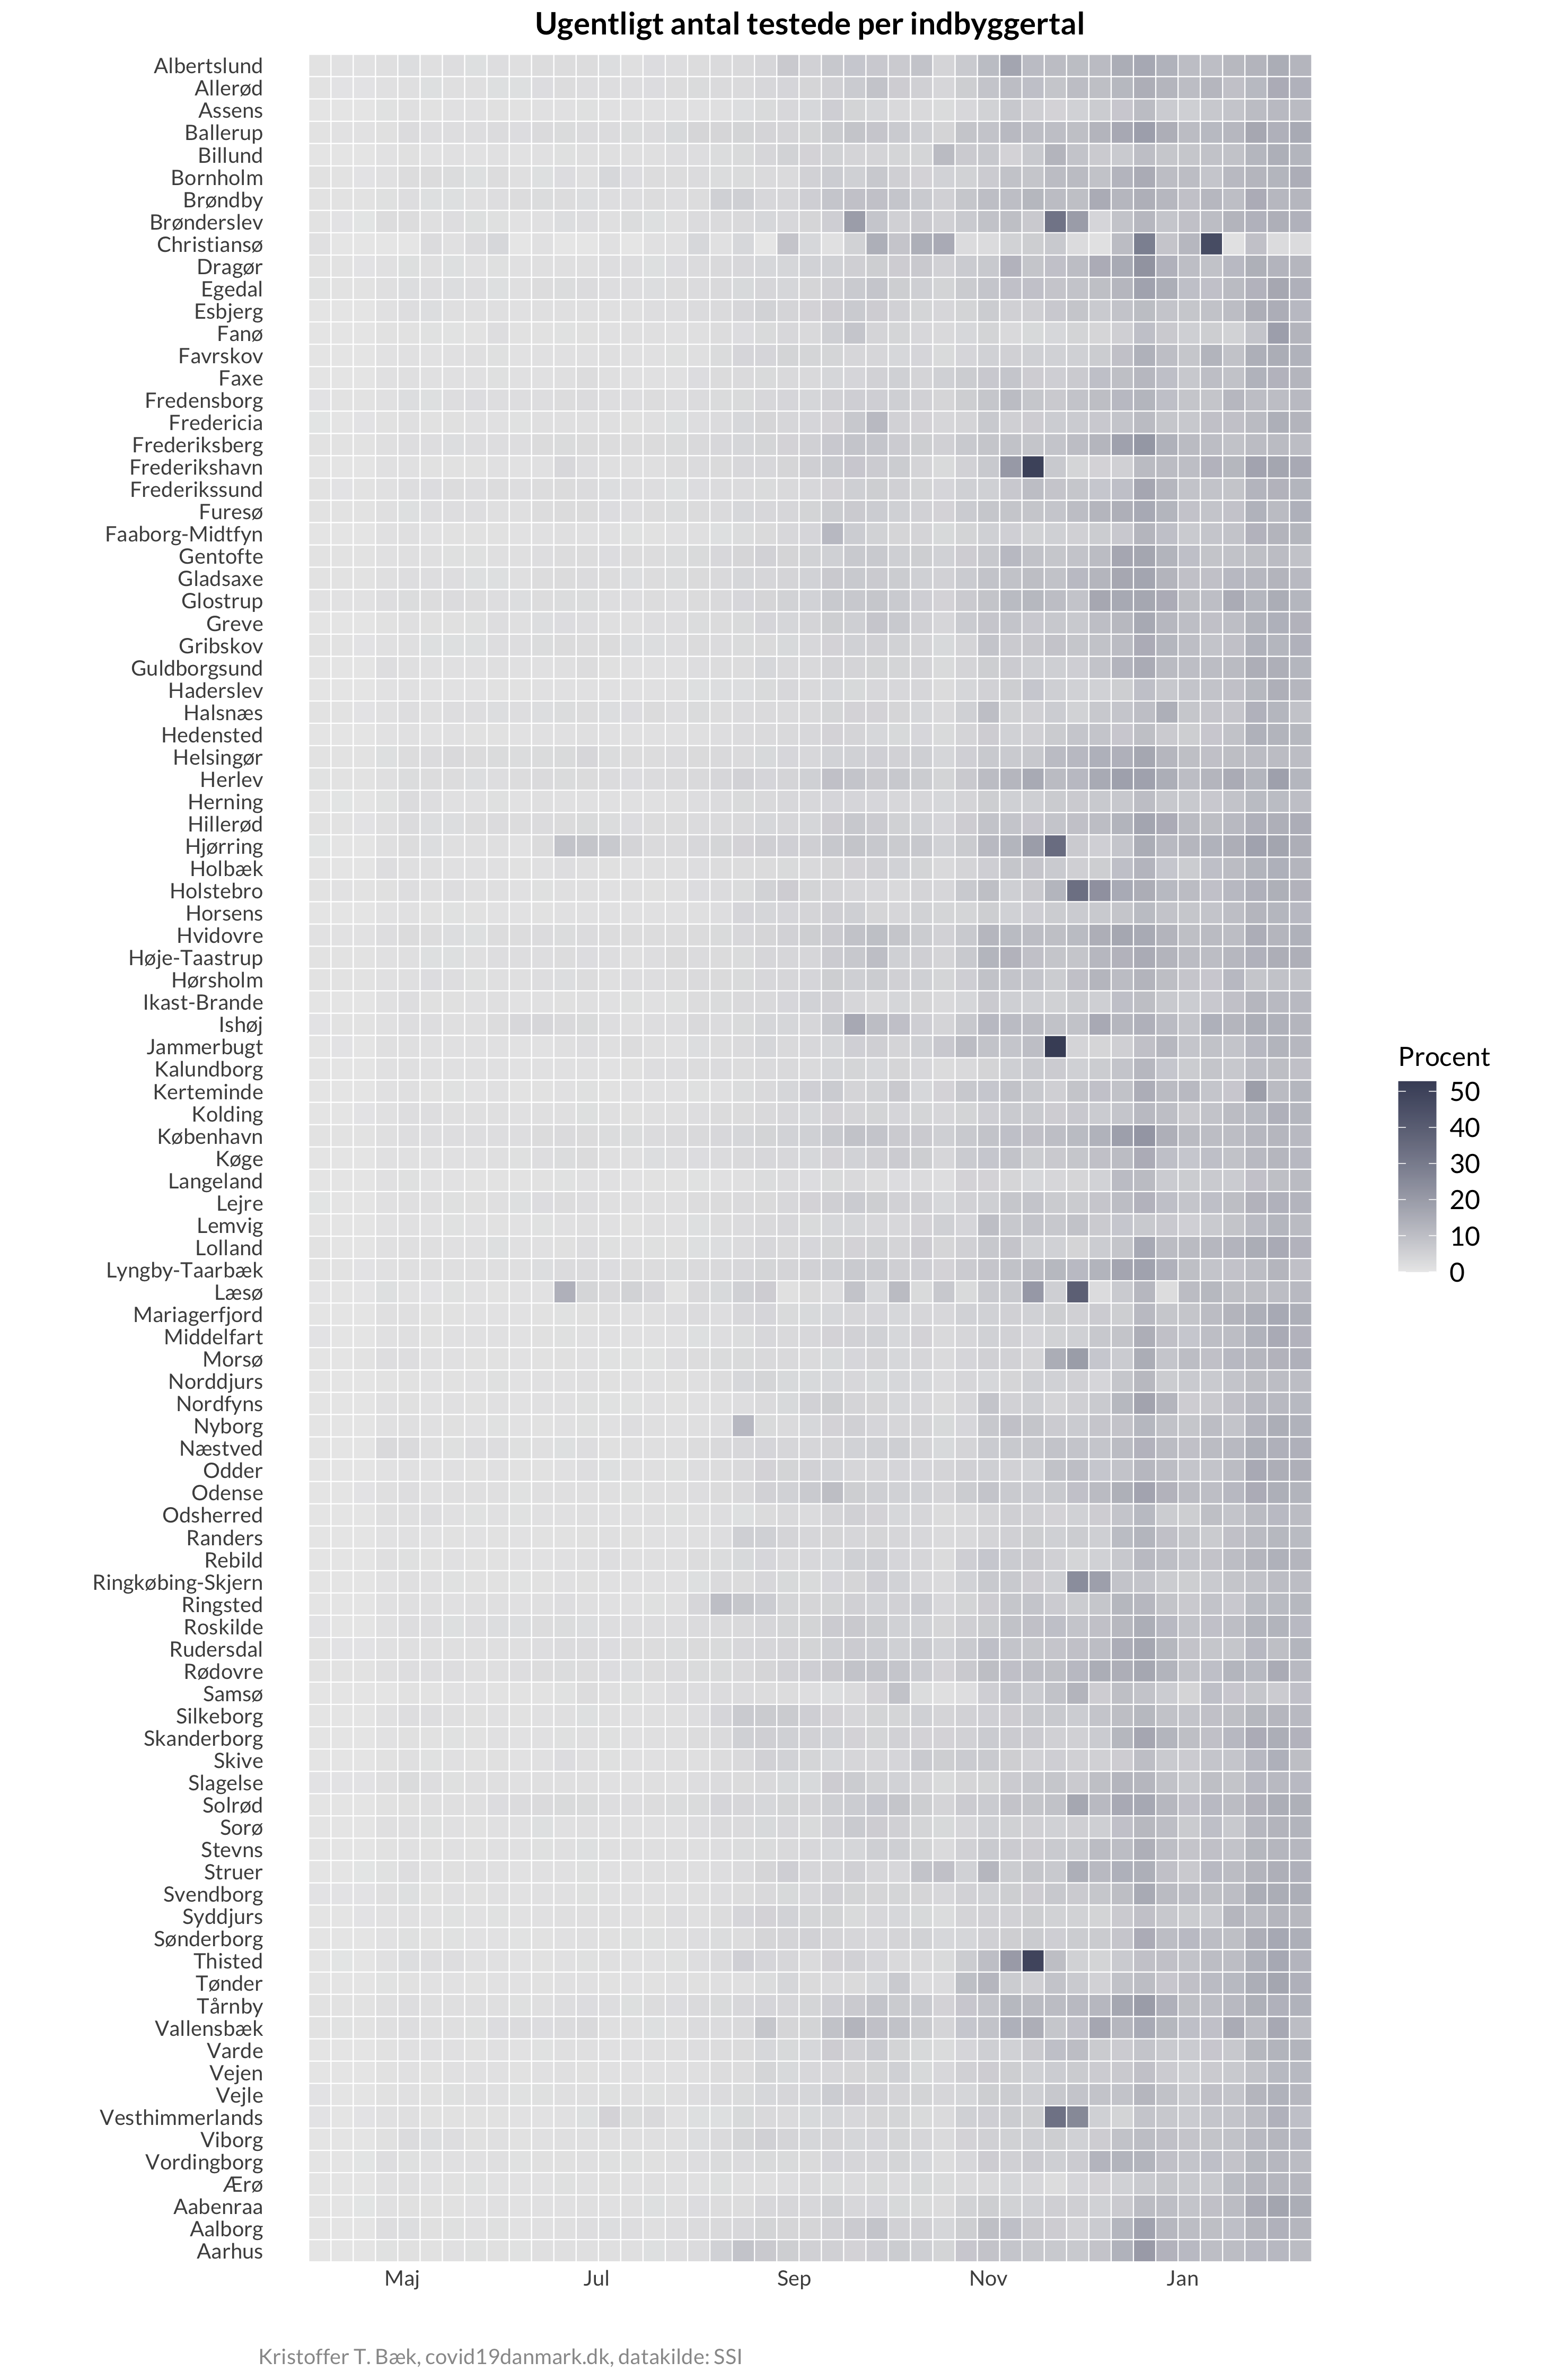 Ugentligt antal testede per indbyggertal
Albertslund
Allerød
Assens
Ballerup
Billund
Bornholm
Brøndby
Brønderslev
Christiansø
Dragør
Egedal
Esbjerg
Fanø
Favrskov
Faxe
Fredensborg
Fredericia
Frederiksberg
Frederikshavn
Frederikssund
Furesø
Faaborg-Midtfyn
Gentofte
Gladsaxe
Glostrup
Greve
Gribskov
Guldborgsund
Haderslev
Halsnæs
Hedensted
Helsingør
Herlev
Herning
Hillerød
Hjørring
Holbæk
Holstebro
Horsens
Hvidovre
Høje-Taastrup
Hørsholm
Ikast-Brande
Ishøj
Jammerbugt
Kalundborg
Kerteminde
Kolding
København
Køge
Langeland
Lejre
Lemvig
Lolland
Lyngby-Taarbæk
Læsø
Mariagerfjord
Middelfart
Morsø
Norddjurs
Nordfyns
Nyborg
Næstved
Odder
Odense
Odsherred
Randers
Rebild
Ringkøbing-Skjern
Ringsted
Roskilde
Rudersdal
Rødovre
Samsø
Silkeborg
Skanderborg
Skive
Slagelse
Solrød
Sorø
Stevns
Struer
Svendborg
Syddjurs
Sønderborg
Thisted
Tønder
Tårnby
Vallensbæk
Varde
Vejen
Vejle
Vesthimmerlands
Viborg
Vordingborg
Ærø
Aabenraa
Aalborg
Aarhus
Maj Jul Sep Nov Jan
Procent
50
40
30
20
10
0
Kristoffer T. Bæk, covid19danmark.dk, datakilde: SSI